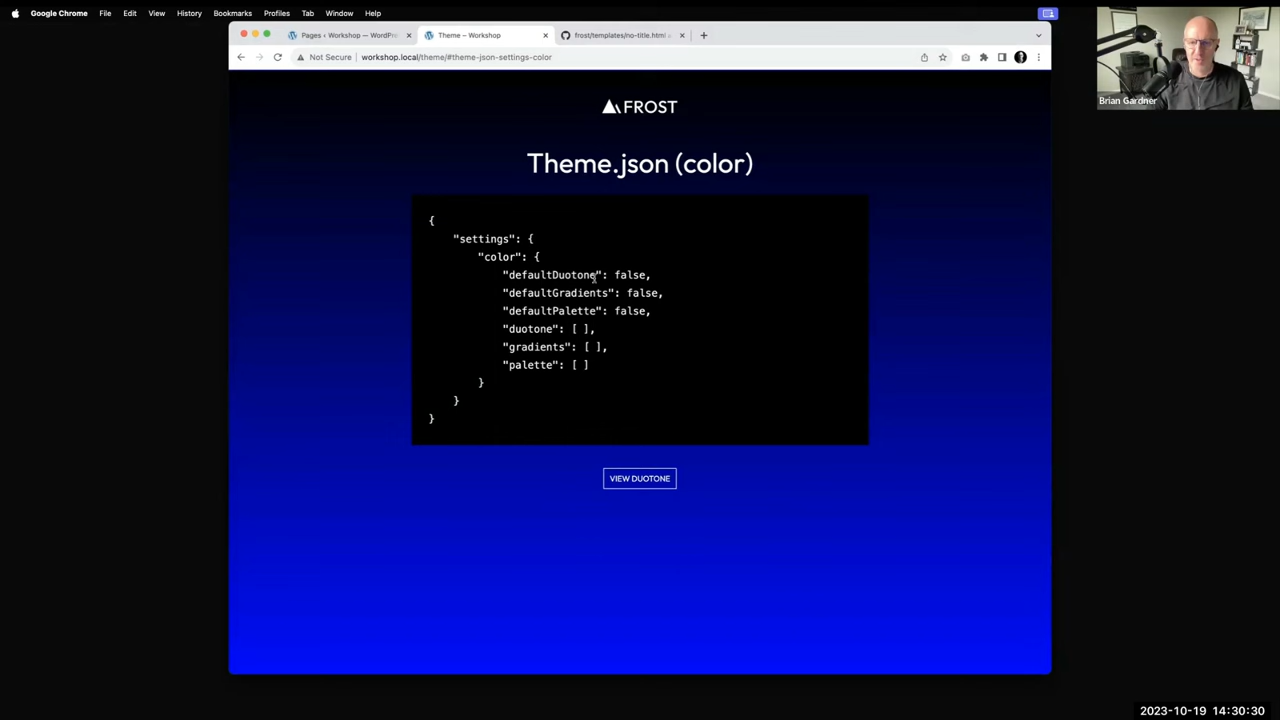 Google Chrome File Edit View History Bookmarks Profiles Tab Window Help
Pages ‹ Workshop — WordPre
Theme – Workshop
frost/templates/no-title.html a
Not Secure workshop.local/theme/#theme-json-settings-color
Brian Gardner
FROST
Theme.json (color)
{
"settings": {
"color": {
"defaultDuotone": false,
"defaultGradients": false,
"defaultPalette": false,
"duotone": [ ],
"gradients": [ ],
"palette": [ ]
}
}
}
VIEW DUOTONE
2023-10-19 14:30:30